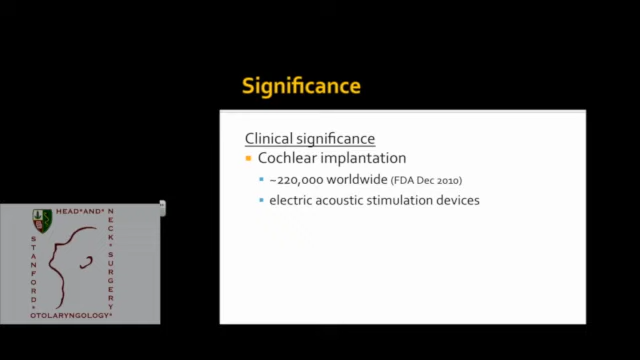 Significance
Clinical significance
Cochlear implantation
~220,000 worldwide (FDA Dec 2010)
electric acoustic stimulation devices
HEAD*AND*
NECK*SURGERY
STANFORD*
OTOLARYNGOLOGY*